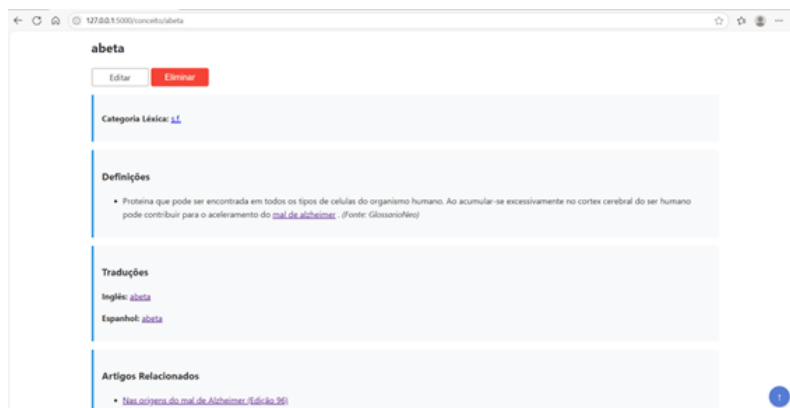 127.0.0.1:5000/conceito/abeta
abeta
Editar Eliminar
Categoria Léxica: s.f.
Definições
• Proteina que pode ser encontrada em todos os tipos de celulas do organismo humano. Ao acumular-se excessivamente no cortex cerebral do ser humano
pode contribuir para o aceleramento do mal de alzheimer . (Fonte: GlossarioNeo)
Traduções
Inglês: abeta
Espanhol: abeta
Artigos Relacionados
• Nas origens do mal de Alzheimer (Edição 96)